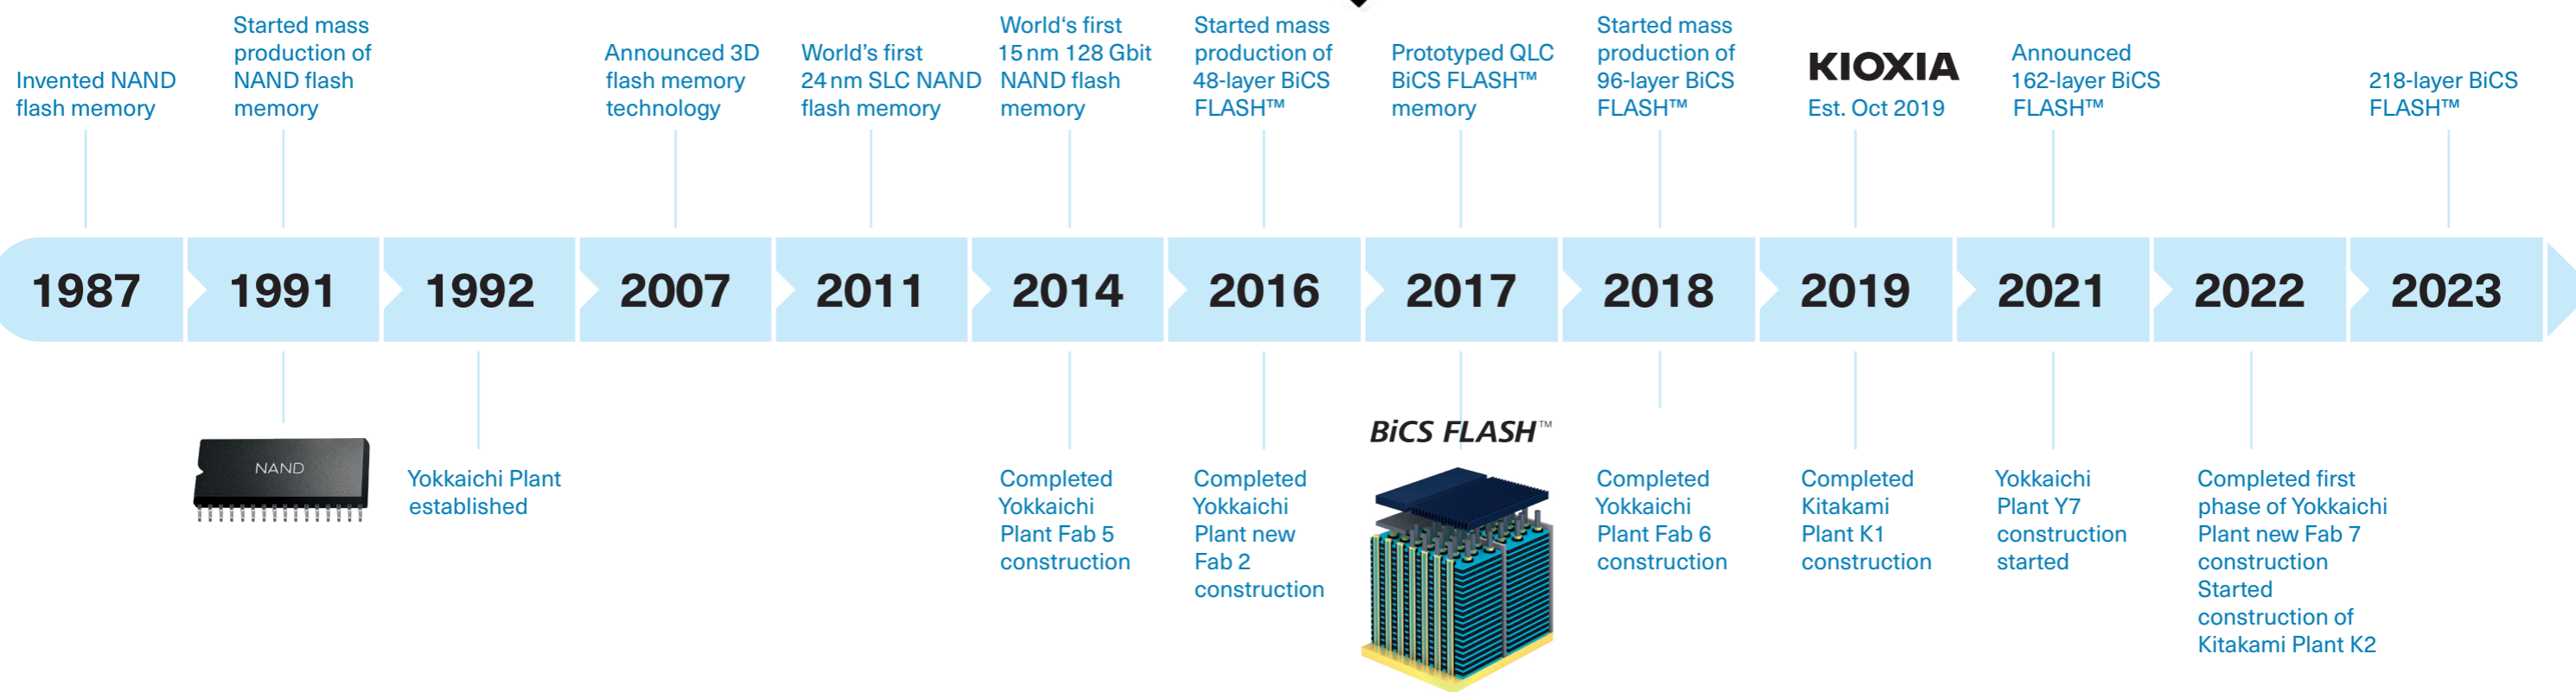 Invented NAND
flash memory
Started mass
production of
NAND flash
memory
Announced 3D
flash memory
technology
World's first
24 nm SLC NAND
flash memory
World‘s first
15 nm 128 Gbit
NAND flash
memory
Started mass
production of
48-layer BiCS
FLASH™
Prototyped QLC
BiCS FLASH™
memory
Started mass
production of
96-layer BiCS
FLASH™
KIOXIA
Est. Oct 2019
Announced
162-layer BiCS
FLASH™
218-layer BiCS
FLASH™
1987
1991
1992
2007
2011
2014
2016
2017
2018
2019
2021
2022
2023
NAND
Yokkaichi Plant
established
Completed
Yokkaichi
Plant Fab 5
construction
Completed
Yokkaichi
Plant new
Fab 2
construction
BiCS FLASH™
Completed
Yokkaichi
Plant Fab 6
construction
Completed
Kitakami
Plant K1
construction
Yokkaichi
Plant Y7
construction
started
Completed first
phase of Yokkaichi
Plant new Fab 7
construction
Started
construction of
Kitakami Plant K2